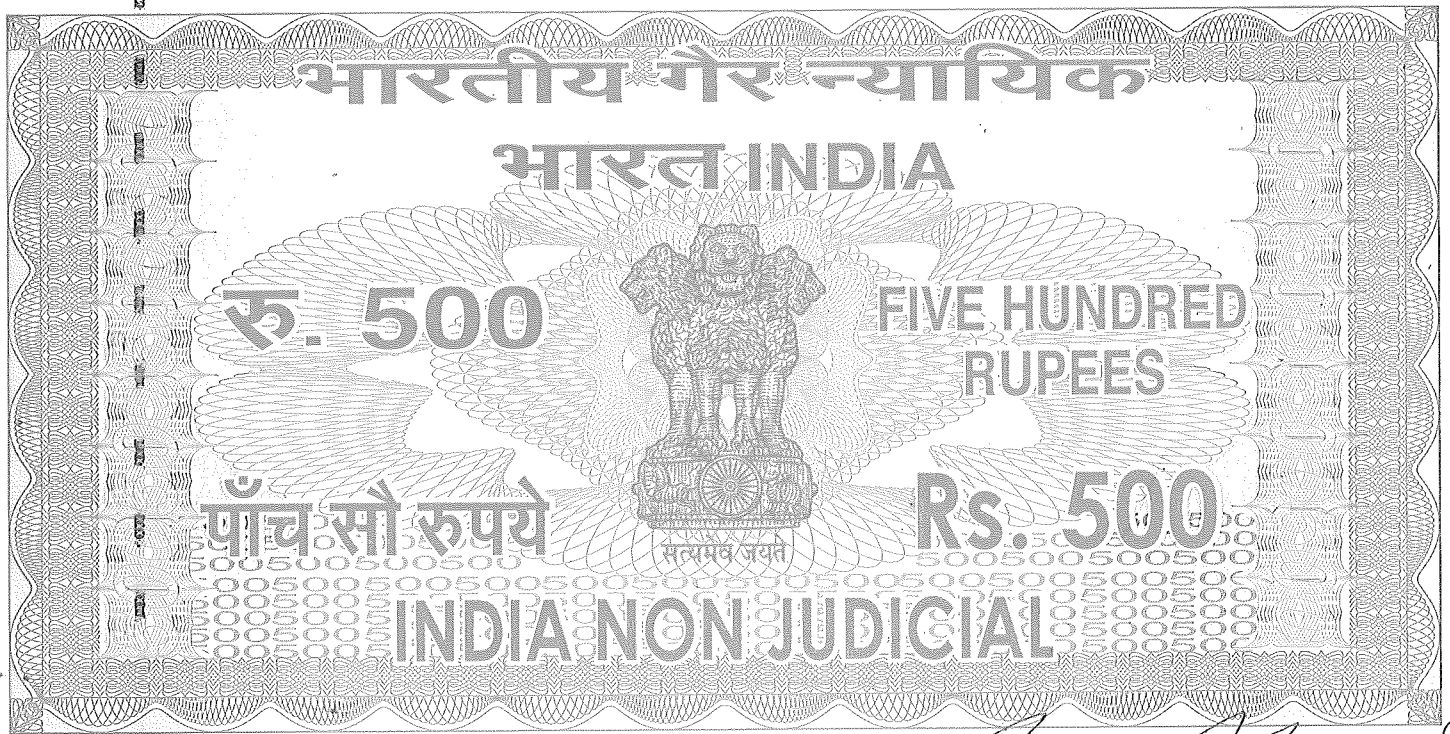 भारतीय गैर न्यायिक
भारत INDIA
रु. 500
FIVE HUNDRED
RUPEES
पाँच सौ रुपये
सत्यमेव जयते
Rs. 500
INDIA NON JUDICIAL